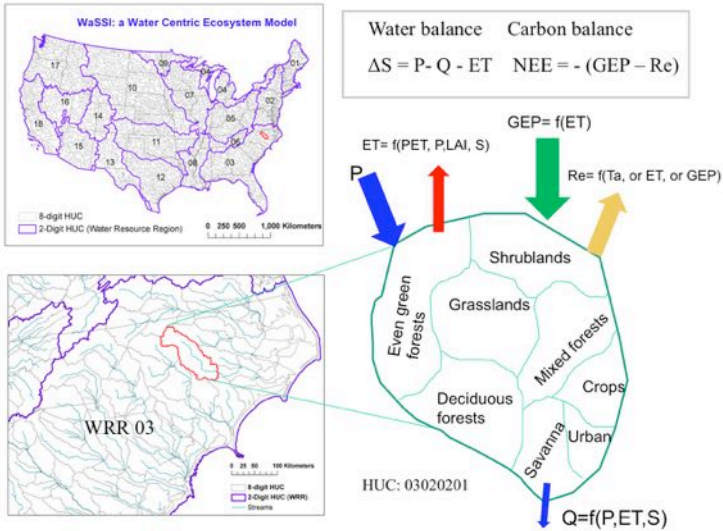 WaSSI: a Water Centric Ecosystem Model
17
09
01
04
04
16
10
07
02
18
14
05
15
11
06
13
08
03
12
8-digit HUC
2-Digit HUC (Water Resource Region)
0 250 500 1,000 Kilometers
Water balance Carbon balance
ΔS = P- Q - ET NEE = - (GEP – Re)
GEP= f(ET)
ET= f(PET, P,LAI, S)
Re= f(Ta, or ET, or GEP)
P
Shrublands
Grasslands
Even green
forests
Mixed forests
Deciduous
forests
Crops
Urban
Savanna
HUC: 03020201
Q=f(P,ET,S)
WRR 03
0 25 50 100 Kilometers
8-digit HUC
2-Digit HUC (WRR)
Streams